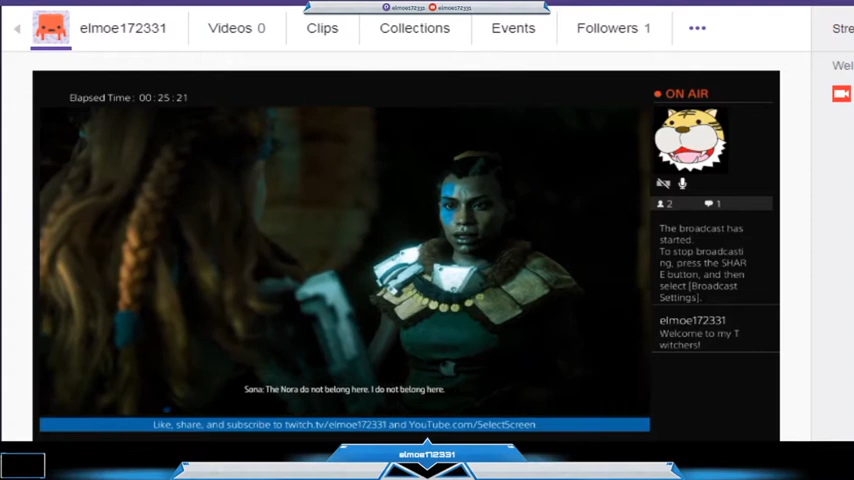 elmoe172331 elmoe172331
elmoe172331 Videos 0 Clips Collections Events Followers 1 ••• Stre
Wel
Elapsed Time : 00:25:21
ON AIR
2 1
The broadcast has
started.
To stop broadcasti
ng, press the SHAR
E button, and then
select [Broadcast
Settings].
elmoe172331
Welcome to my T
witchers!
Sona: The Nora do not belong here. I do not belong here.
Like, share, and subscribe to twitch.tv/elmoe172331 and YouTube.com/SelectScreen
elmoe172331